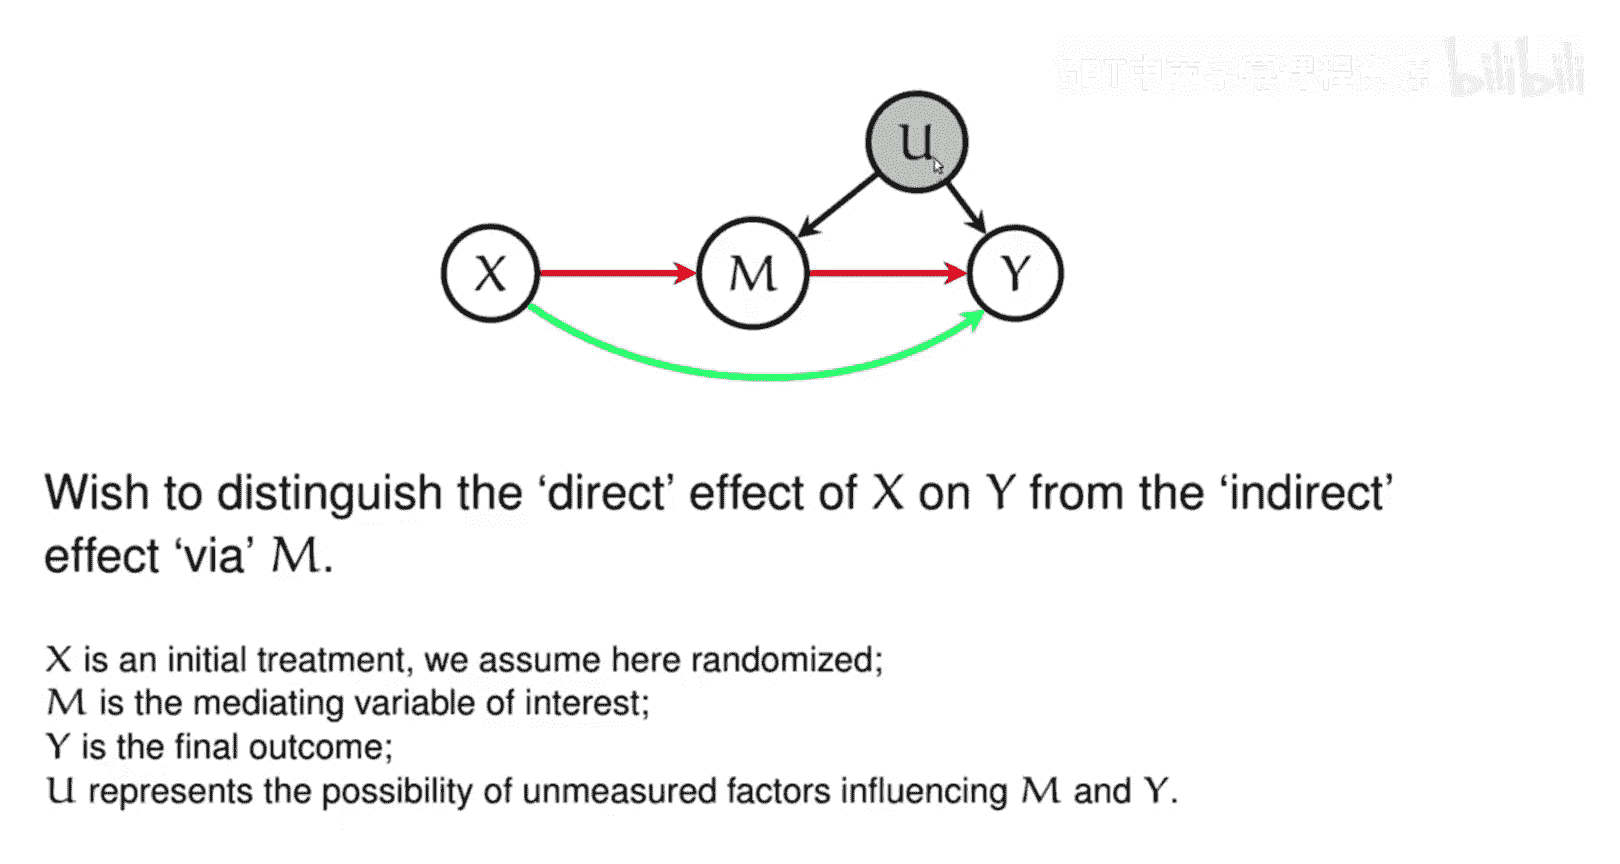 bilibili
U
X
M
Y
Wish to distinguish the ‘direct’ effect of X on Y from the ‘indirect’
effect ‘via’ M.
X is an initial treatment, we assume here randomized;
M is the mediating variable of interest;
Y is the final outcome;
U represents the possibility of unmeasured factors influencing M and Y.